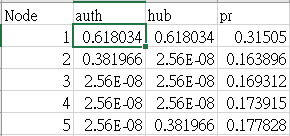 Node auth hub pr
1 0.618034 0.618034 0.31505
2 0.381966 2.56E-08 0.163896
3 2.56E-08 2.56E-08 0.169312
4 2.56E-08 2.56E-08 0.173915
5 2.56E-08 0.381966 0.177828